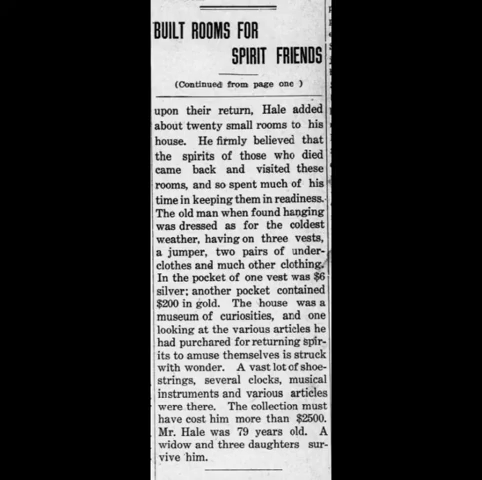 BUILT ROOMS FOR
SPIRIT FRIENDS
(Continued from page one )
upon their return, Hale added
about twenty small rooms to his
house. He firmly believed that
the spirits of those who died
came back and visited these
rooms, and so spent much of his
time in keeping them in readiness.
The old man when found hanging
was dressed as for the coldest
weather, having on three vests,
a jumper, two pairs of under-
clothes and much other clothing.
In the pocket of one vest was $6
silver; another pocket contained
$200 in gold. The house was a
museum of curiosities, and one
looking at the various articles he
had purchared for returning spir-
its to amuse themselves is struck
with wonder. A vast lot of shoe-
strings, several clocks, musical
instruments and various articles
were there. The collection must
have cost him more than $2500.
Mr. Hale was 79 years old. A
widow and three daughters sur-
vive him.